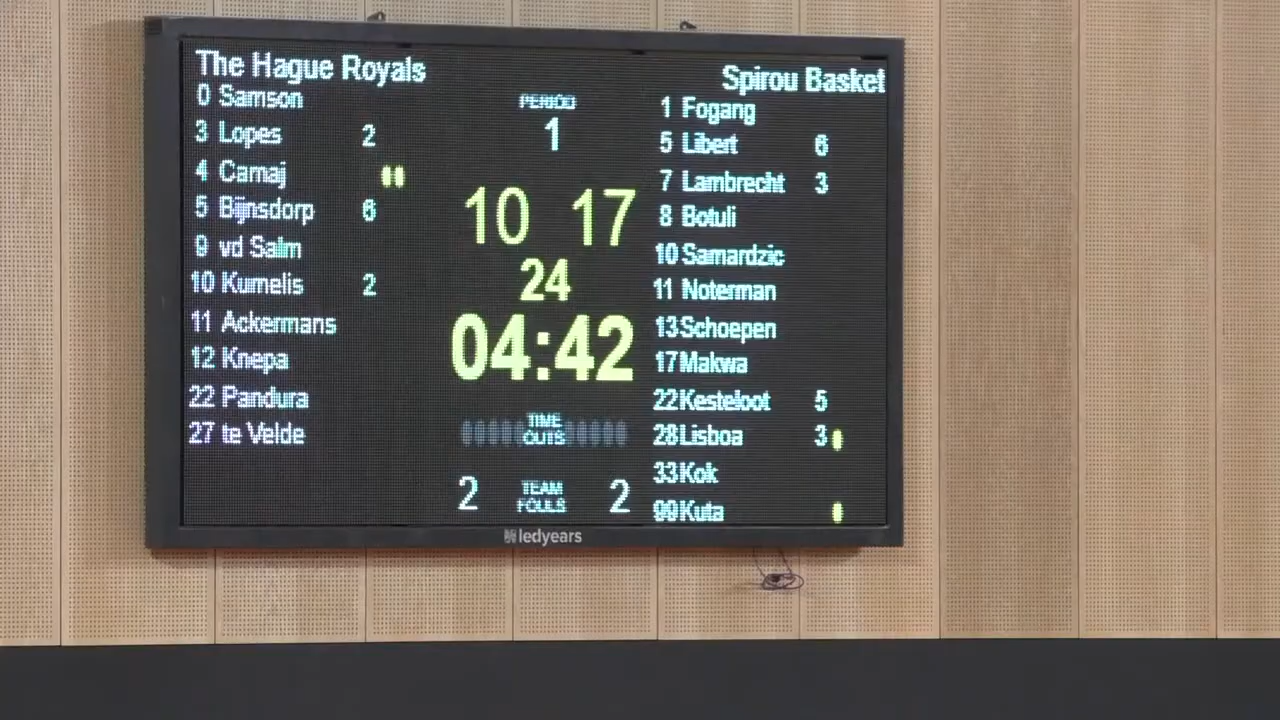 The Hague Royals
0 Samson
3 Lopes 2
4 Carnaj
5 Bijnsdorp 6
9 vd Salm
10 Kurnelis 2
11 Ackermans
12 Knepa
22 Pandura
27 te Velde
PERIOD
1
10 17
24
04:42
TIME
OUTS
2 TEAM 2
FOULS
Spirou Basket
1 Fogang
5 Libert 6
7 Lambrecht 3
8 Botuli
10 Samardzic
11 Noterman
13 Schoepen
17 Makwa
22 Kesteloot 5
28 Lisboa 3
33 Kok
99 Kuta
ledyears